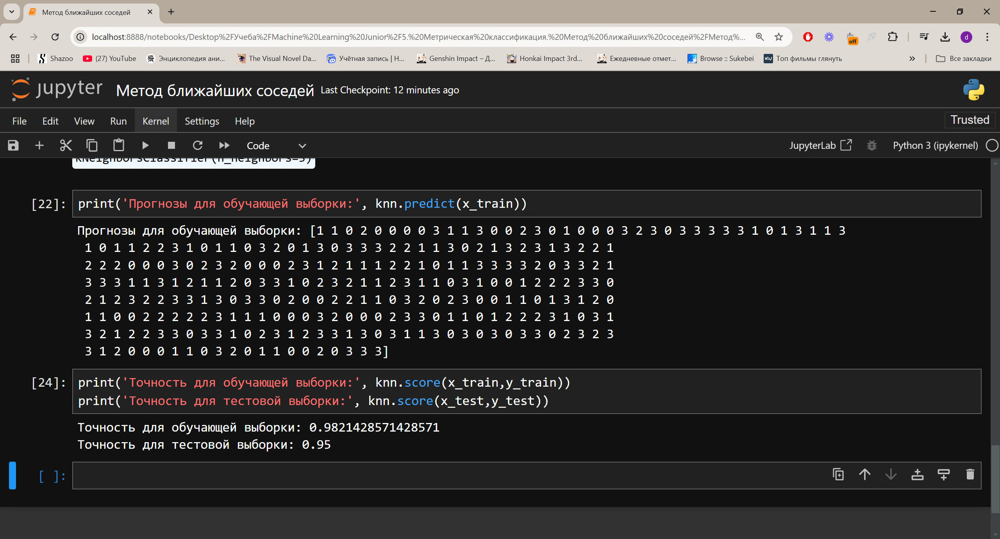 Метод ближайших соседей
localhost:8888/notebooks/Desktop%2FУчеба%2FMachine%20Learning%20Junior%2F5.%20Метрическая%20классификация.%20Метод%20ближайших%20соседей%2FМетод%...
off
d
Shazoo (27) YouTube Энциклопедия ани... The Visual Novel Da... Учётная запись | H... Genshin Impact – Д... Honkai Impact 3rd... Ежедневные отмет... Browse :: Sukebei Топ фильмы глянуть » Все закладки
jupyter Метод ближайших соседей Last Checkpoint: 12 minutes ago
File Edit View Run Kernel Settings Help Trusted
Code JupyterLab Python 3 (ipykernel)
KNeighborsClassifier(n_neighbors=5)
[22]: print('Прогнозы для обучающей выборки:', knn.predict(x_train))
Прогнозы для обучающей выборки: [1 1 0 2 0 0 0 0 3 1 1 3 0 0 2 3 0 1 0 0 0 3 2 3 0 3 3 3 3 3 1 0 1 3 1 1 3
1 0 1 1 2 2 3 1 0 1 1 0 3 2 0 1 3 0 3 3 3 2 2 1 1 3 0 2 1 3 2 3 1 3 2 2 1
2 2 2 0 0 0 3 0 2 3 2 0 0 0 2 3 1 2 1 1 1 2 2 1 0 1 1 3 3 3 3 2 0 3 3 2 1
3 3 3 1 1 3 1 2 1 1 2 0 3 3 1 0 2 3 2 1 1 2 3 1 1 0 3 1 0 0 1 2 2 2 3 3 0
2 1 2 3 2 2 3 3 1 3 0 3 3 0 2 0 0 2 2 1 1 0 3 2 0 2 3 0 0 1 1 0 1 3 1 2 0
1 1 0 0 2 2 2 2 2 3 1 1 1 0 0 0 3 2 0 0 0 2 3 3 0 1 1 0 1 2 2 2 3 1 0 3 1
3 2 1 2 2 3 3 0 3 3 1 0 2 3 1 2 3 3 1 3 0 3 1 1 3 0 3 0 3 0 3 3 0 2 3 2 3
3 1 2 0 0 0 1 1 0 3 2 0 1 1 0 0 2 0 3 3 3]
[24]: print('Точность для обучающей выборки:', knn.score(x_train,y_train))
print('Точность для тестовой выборки:', knn.score(x_test,y_test))
Точность для обучающей выборки: 0.9821428571428571
Точность для тестовой выборки: 0.95
[ ]: